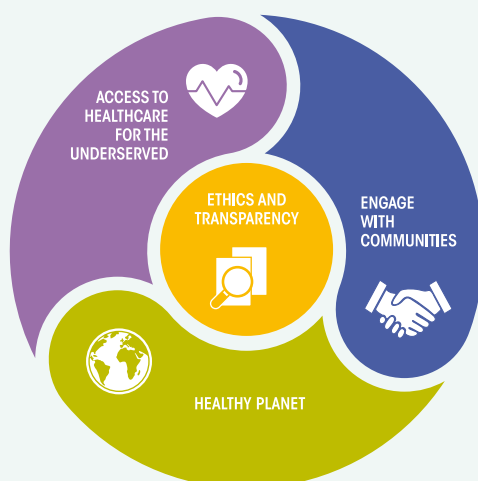 ACCESS TO
HEALTHCARE
FOR THE
UNDERSERVED
ETHICS AND
TRANSPARENCY
ENGAGE
WITH
COMMUNITIES
HEALTHY PLANET